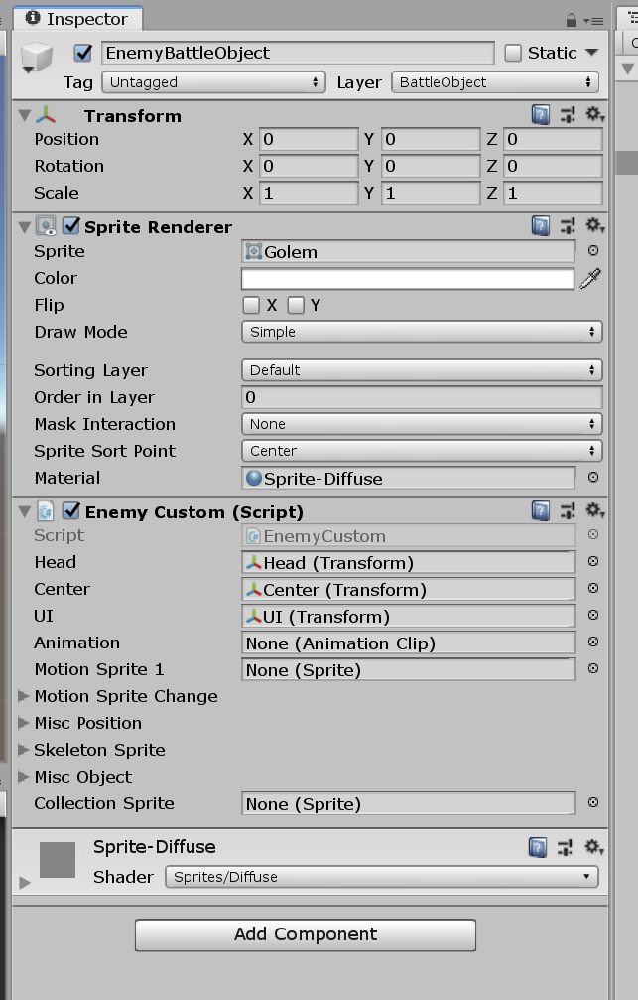 Inspector
EnemyBattleObject Static
Tag Untagged Layer BattleObject
Transform
Position X 0 Y 0 Z 0
Rotation X 0 Y 0 Z 0
Scale X 1 Y 1 Z 1
Sprite Renderer
Sprite Golem
Color
Flip X Y
Draw Mode Simple
Sorting Layer Default
Order in Layer 0
Mask Interaction None
Sprite Sort Point Center
Material Sprite-Diffuse
Enemy Custom (Script)
Script EnemyCustom
Head Head (Transform)
Center Center (Transform)
UI UI (Transform)
Animation None (Animation Clip)
Motion Sprite 1 None (Sprite)
Motion Sprite Change
Misc Position
Skeleton Sprite
Misc Object
Collection Sprite None (Sprite)
Sprite-Diffuse
Shader Sprites/Diffuse
Add Component